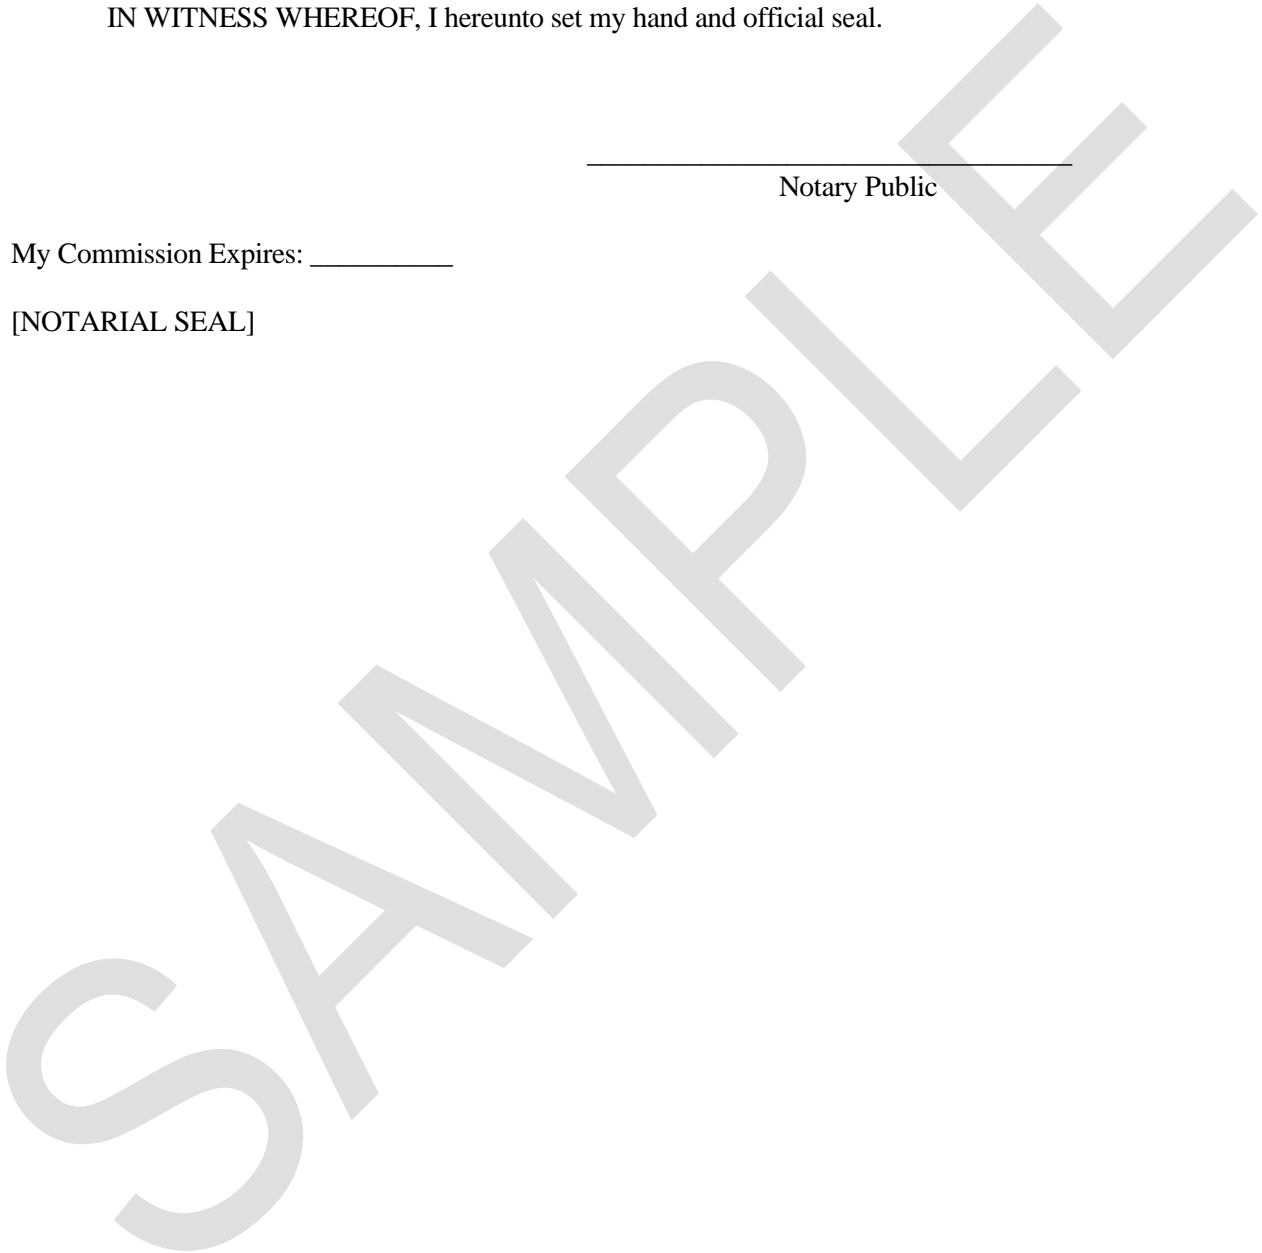 IN WITNESS WHEREOF, I hereunto set my hand and official seal.
__________________________________
Notary Public
My Commission Expires: __________
[NOTARIAL SEAL]
SAMPLE